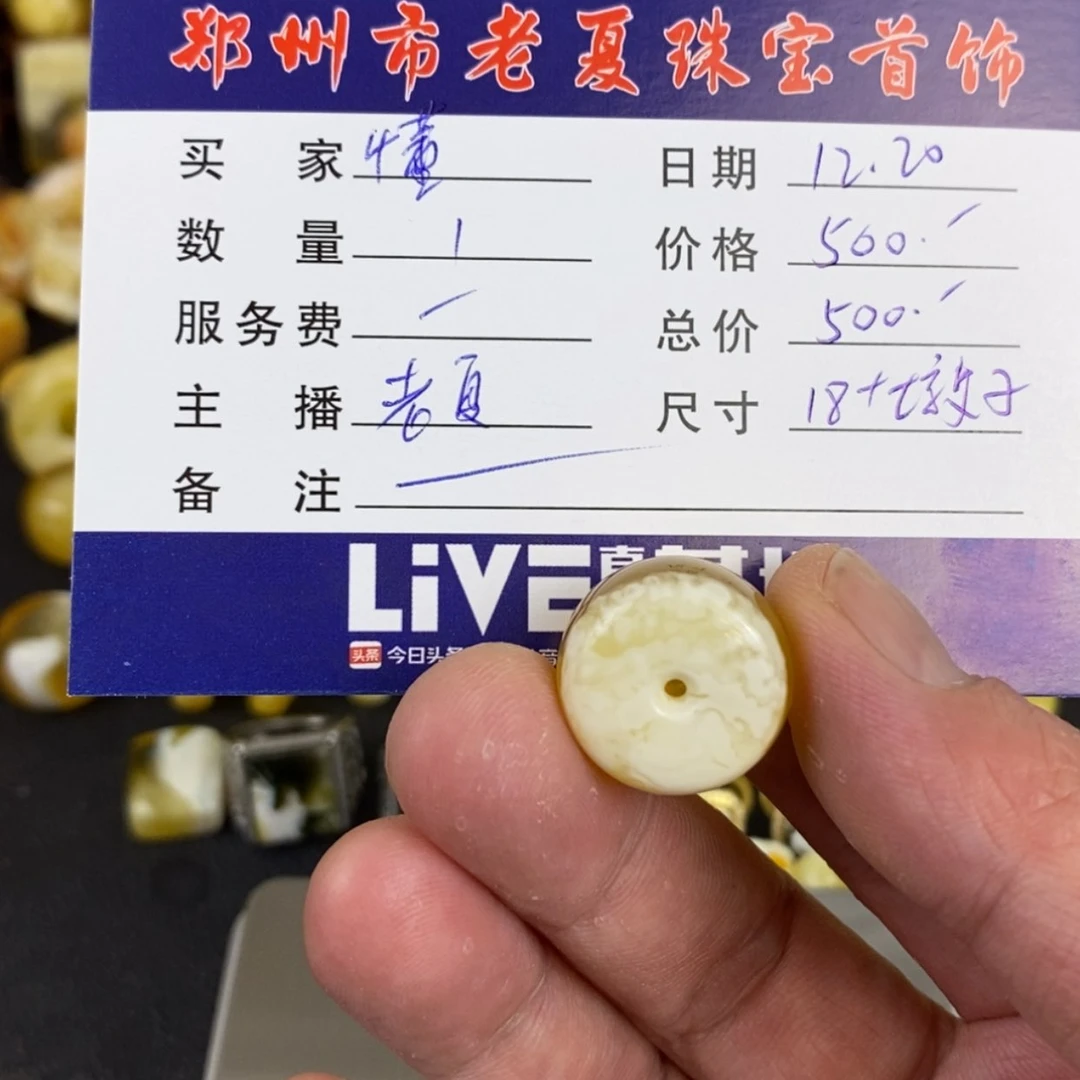 郑州市老夏珠宝首饰
买家 懂 日期 12.20
数量 1 价格 500.
服务费 总价 500.
主播 老夏 尺寸 18+ 墩子
备注
LiVE
头条 今日头条